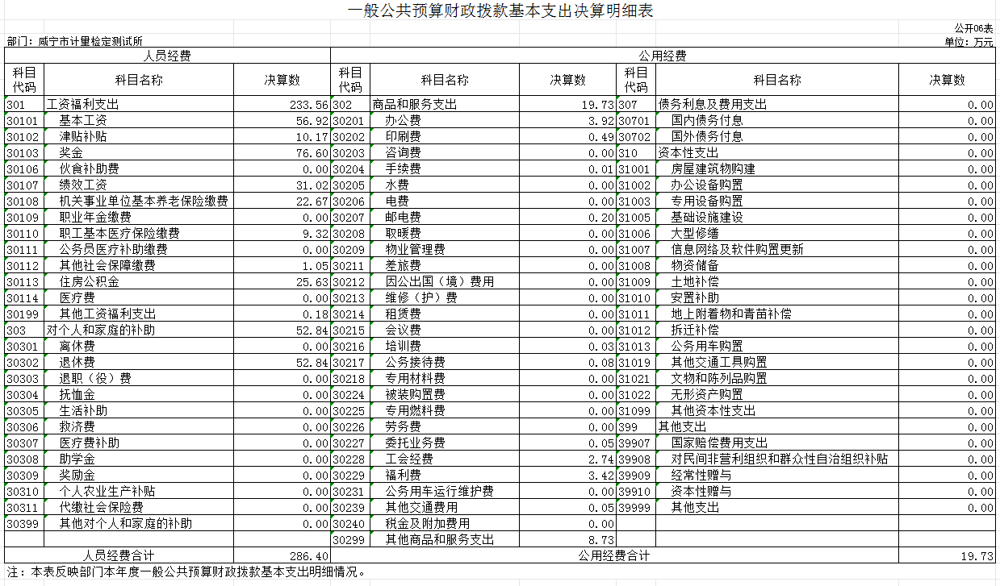 一般公共预算财政拨款基本支出决算明细表
公开06表
部门：咸宁市计量检定测试所 单位：万元
人员经费 公用经费
科目代码 科目名称 决算数 科目代码 科目名称 决算数 科目代码 科目名称 决算数
301 工资福利支出 233.56 302 商品和服务支出 19.73 307 债务利息及费用支出 0.00
30101 基本工资 56.92 30201 办公费 3.92 30701 国内债务付息 0.00
30102 津贴补贴 10.17 30202 印刷费 0.49 30702 国外债务付息 0.00
30103 奖金 76.60 30203 咨询费 0.00 310 资本性支出 0.00
30106 伙食补助费 0.00 30204 手续费 0.01 31001 房屋建筑物购建 0.00
30107 绩效工资 31.02 30205 水费 0.00 31002 办公设备购置 0.00
30108 机关事业单位基本养老保险缴费 22.67 30206 电费 0.00 31003 专用设备购置 0.00
30109 职业年金缴费 0.00 30207 邮电费 0.20 31005 基础设施建设 0.00
30110 职工基本医疗保险缴费 9.32 30208 取暖费 0.00 31006 大型修缮 0.00
30111 公务员医疗补助缴费 0.00 30209 物业管理费 0.00 31007 信息网络及软件购置更新 0.00
30112 其他社会保障缴费 1.05 30211 差旅费 0.00 31008 物资储备 0.00
30113 住房公积金 25.63 30212 因公出国（境）费用 0.00 31009 土地补偿 0.00
30114 医疗费 0.00 30213 维修（护）费 0.00 31010 安置补助 0.00
30199 其他工资福利支出 0.18 30214 租赁费 0.00 31011 地上附着物和青苗补偿 0.00
303 对个人和家庭的补助 52.84 30215 会议费 0.00 31012 拆迁补偿 0.00
30301 离休费 0.00 30216 培训费 0.03 31013 公务用车购置 0.00
30302 退休费 52.84 30217 公务接待费 0.08 31019 其他交通工具购置 0.00
30303 退职（役）费 0.00 30218 专用材料费 0.00 31021 文物和陈列品购置 0.00
30304 抚恤金 0.00 30224 被装购置费 0.00 31022 无形资产购置 0.00
30305 生活补助 0.00 30225 专用燃料费 0.00 31099 其他资本性支出 0.00
30306 救济费 0.00 30226 劳务费 0.00 399 其他支出 0.00
30307 医疗费补助 0.00 30227 委托业务费 0.05 39907 国家赔偿费用支出 0.00
30308 助学金 0.00 30228 工会经费 2.74 39908 对民间非营利组织和群众性自治组织补贴 0.00
30309 奖励金 0.00 30229 福利费 3.42 39909 经常性赠与 0.00
30310 个人农业生产补贴 0.00 30231 公务用车运行维护费 0.00 39910 资本性赠与 0.00
30311 代缴社会保险费 0.00 30239 其他交通费用 0.05 39999 其他支出 0.00
30399 其他对个人和家庭的补助 0.00 30240 税金及附加费用 0.00
30299 其他商品和服务支出 8.73
人员经费合计 286.40 公用经费合计 19.73
注：本表反映部门本年度一般公共预算财政拨款基本支出明细情况。